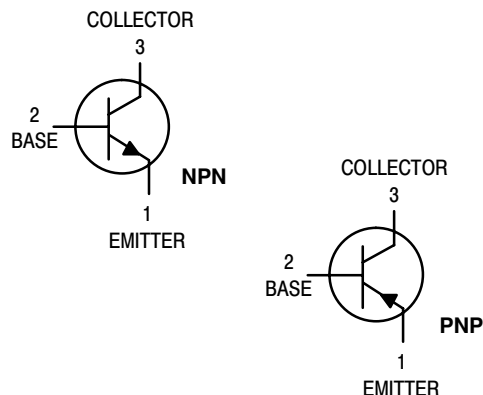 COLLECTOR
3
2
BASE
NPN
1
EMITTER
COLLECTOR
3
2
BASE
PNP
1
EMITTER